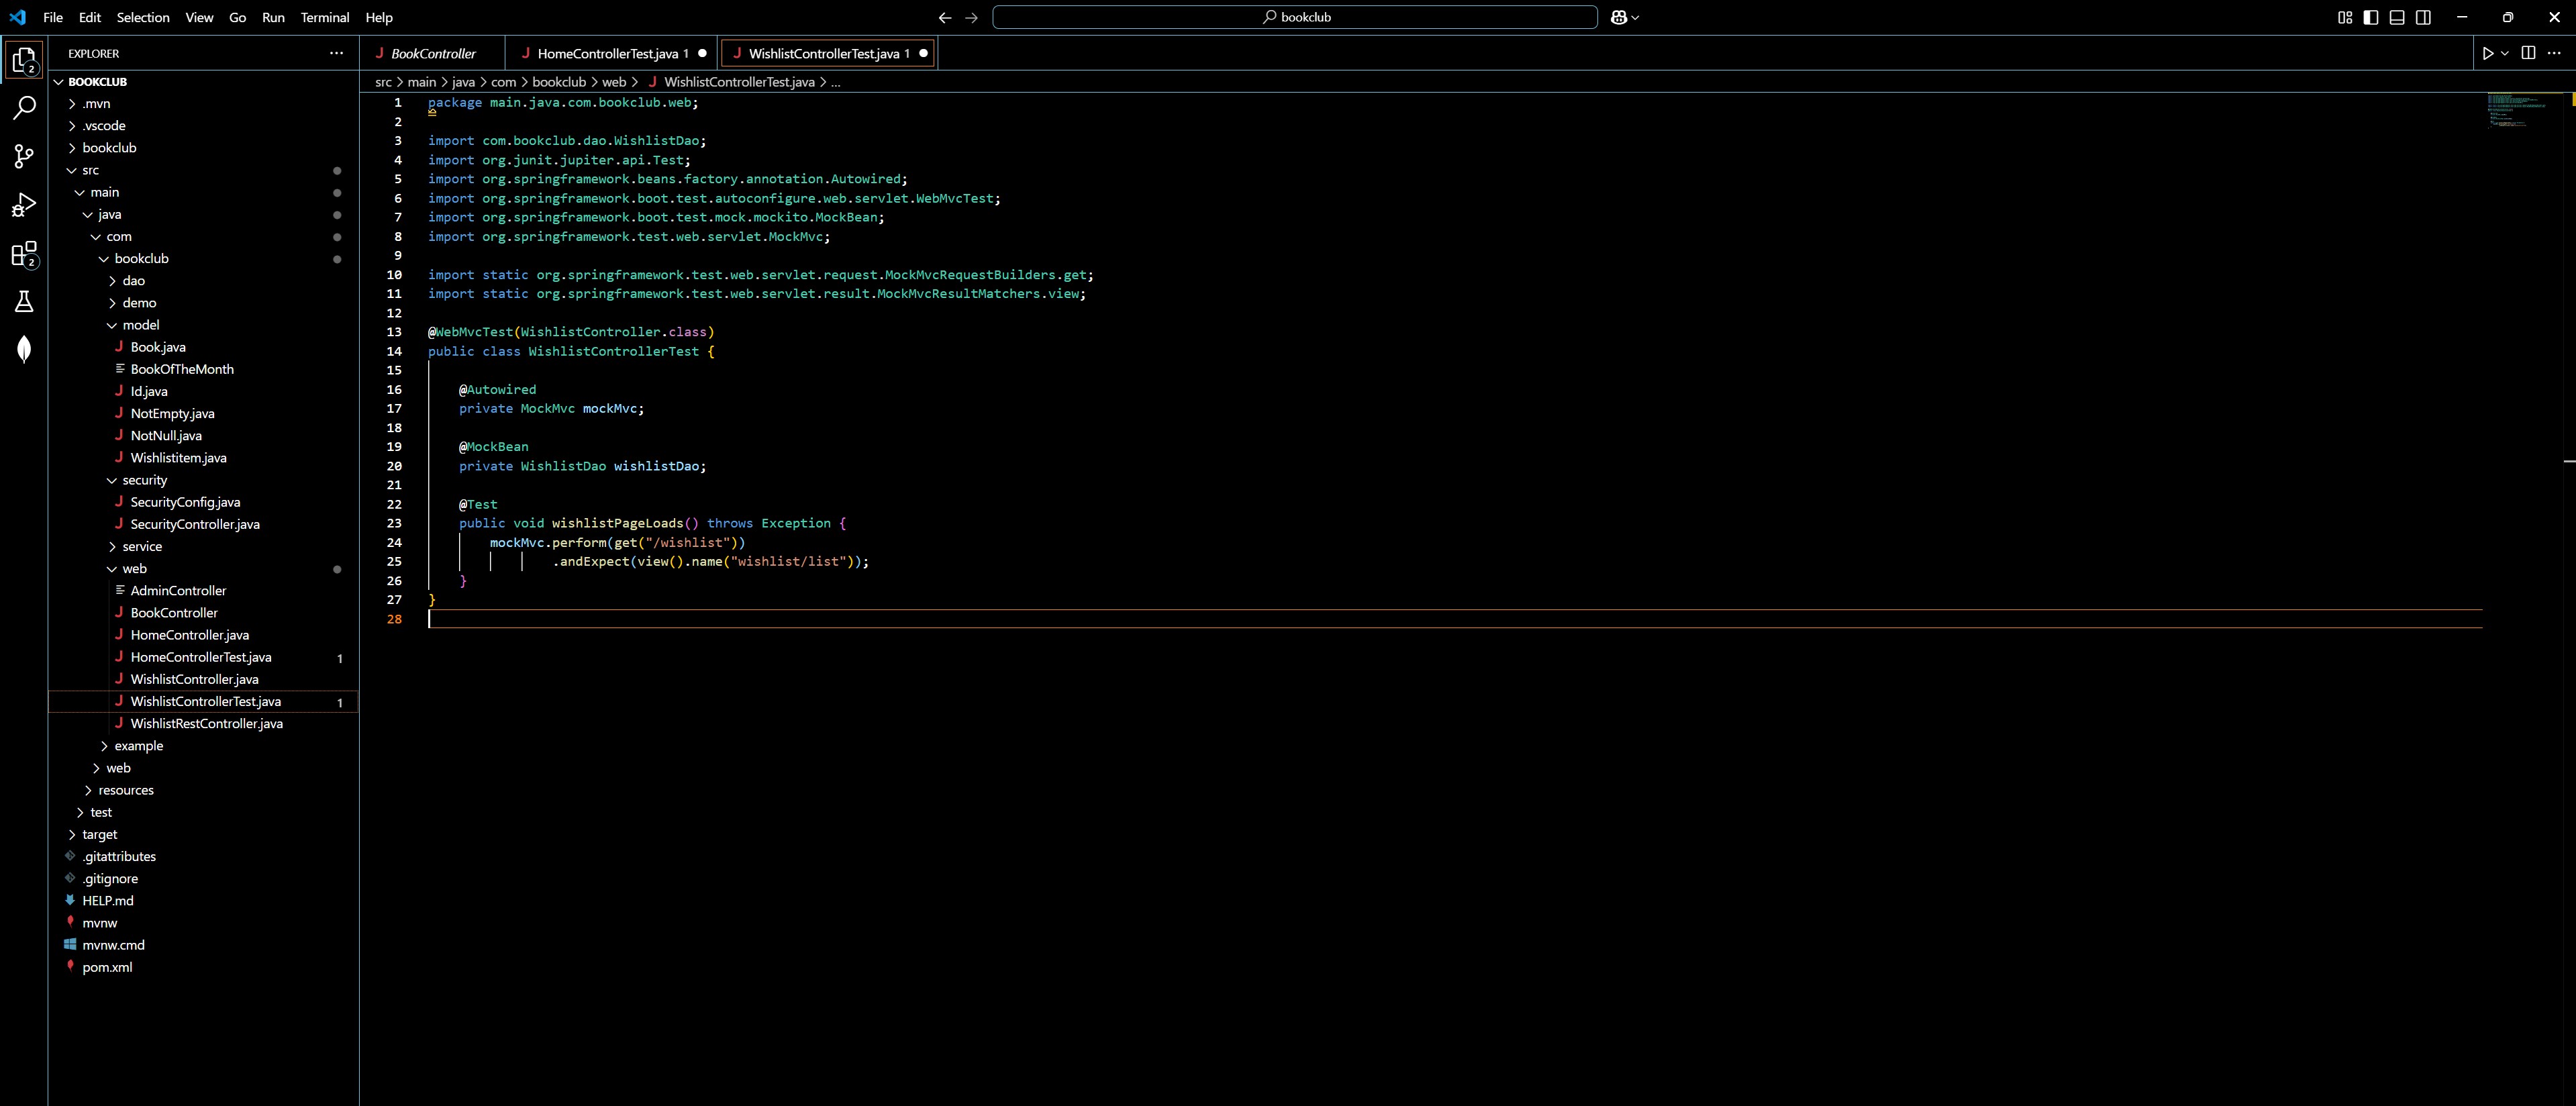 File Edit Selection View Go Run Terminal Help
bookclub
EXPLORER
BookController
HomeControllerTest.java 1
WishlistControllerTest.java 1
src > main > java > com > bookclub > web > WishlistControllerTest.java > ...
BOOKCLUB
.mvn
.vscode
bookclub
src
main
java
com
bookclub
dao
demo
model
Book.java
BookOfTheMonth
Id.java
NotEmpty.java
NotNull.java
Wishlistitem.java
security
SecurityConfig.java
SecurityController.java
service
web
AdminController
BookController
HomeController.java
HomeControllerTest.java 1
WishlistController.java
WishlistControllerTest.java 1
WishlistRestController.java
example
web
resources
test
target
.gitattributes
.gitignore
HELP.md
mvnw
mvnw.cmd
pom.xml
2
2
1 package main.java.com.bookclub.web;
2
3 import com.bookclub.dao.WishlistDao;
4 import org.junit.jupiter.api.Test;
5 import org.springframework.beans.factory.annotation.Autowired;
6 import org.springframework.boot.test.autoconfigure.web.servlet.WebMvcTest;
7 import org.springframework.boot.test.mock.mockito.MockBean;
8 import org.springframework.test.web.servlet.MockMvc;
9
10 import static org.springframework.test.web.servlet.request.MockMvcRequestBuilders.get;
11 import static org.springframework.test.web.servlet.result.MockMvcResultMatchers.view;
12
13 @WebMvcTest(WishlistController.class)
14 public class WishlistControllerTest {
15
16 @Autowired
17 private MockMvc mockMvc;
18
19 @MockBean
20 private WishlistDao wishlistDao;
21
22 @Test
23 public void wishlistPageLoads() throws Exception {
24 mockMvc.perform(get("/wishlist"))
25 .andExpect(view().name("wishlist/list"));
26 }
27 }
28